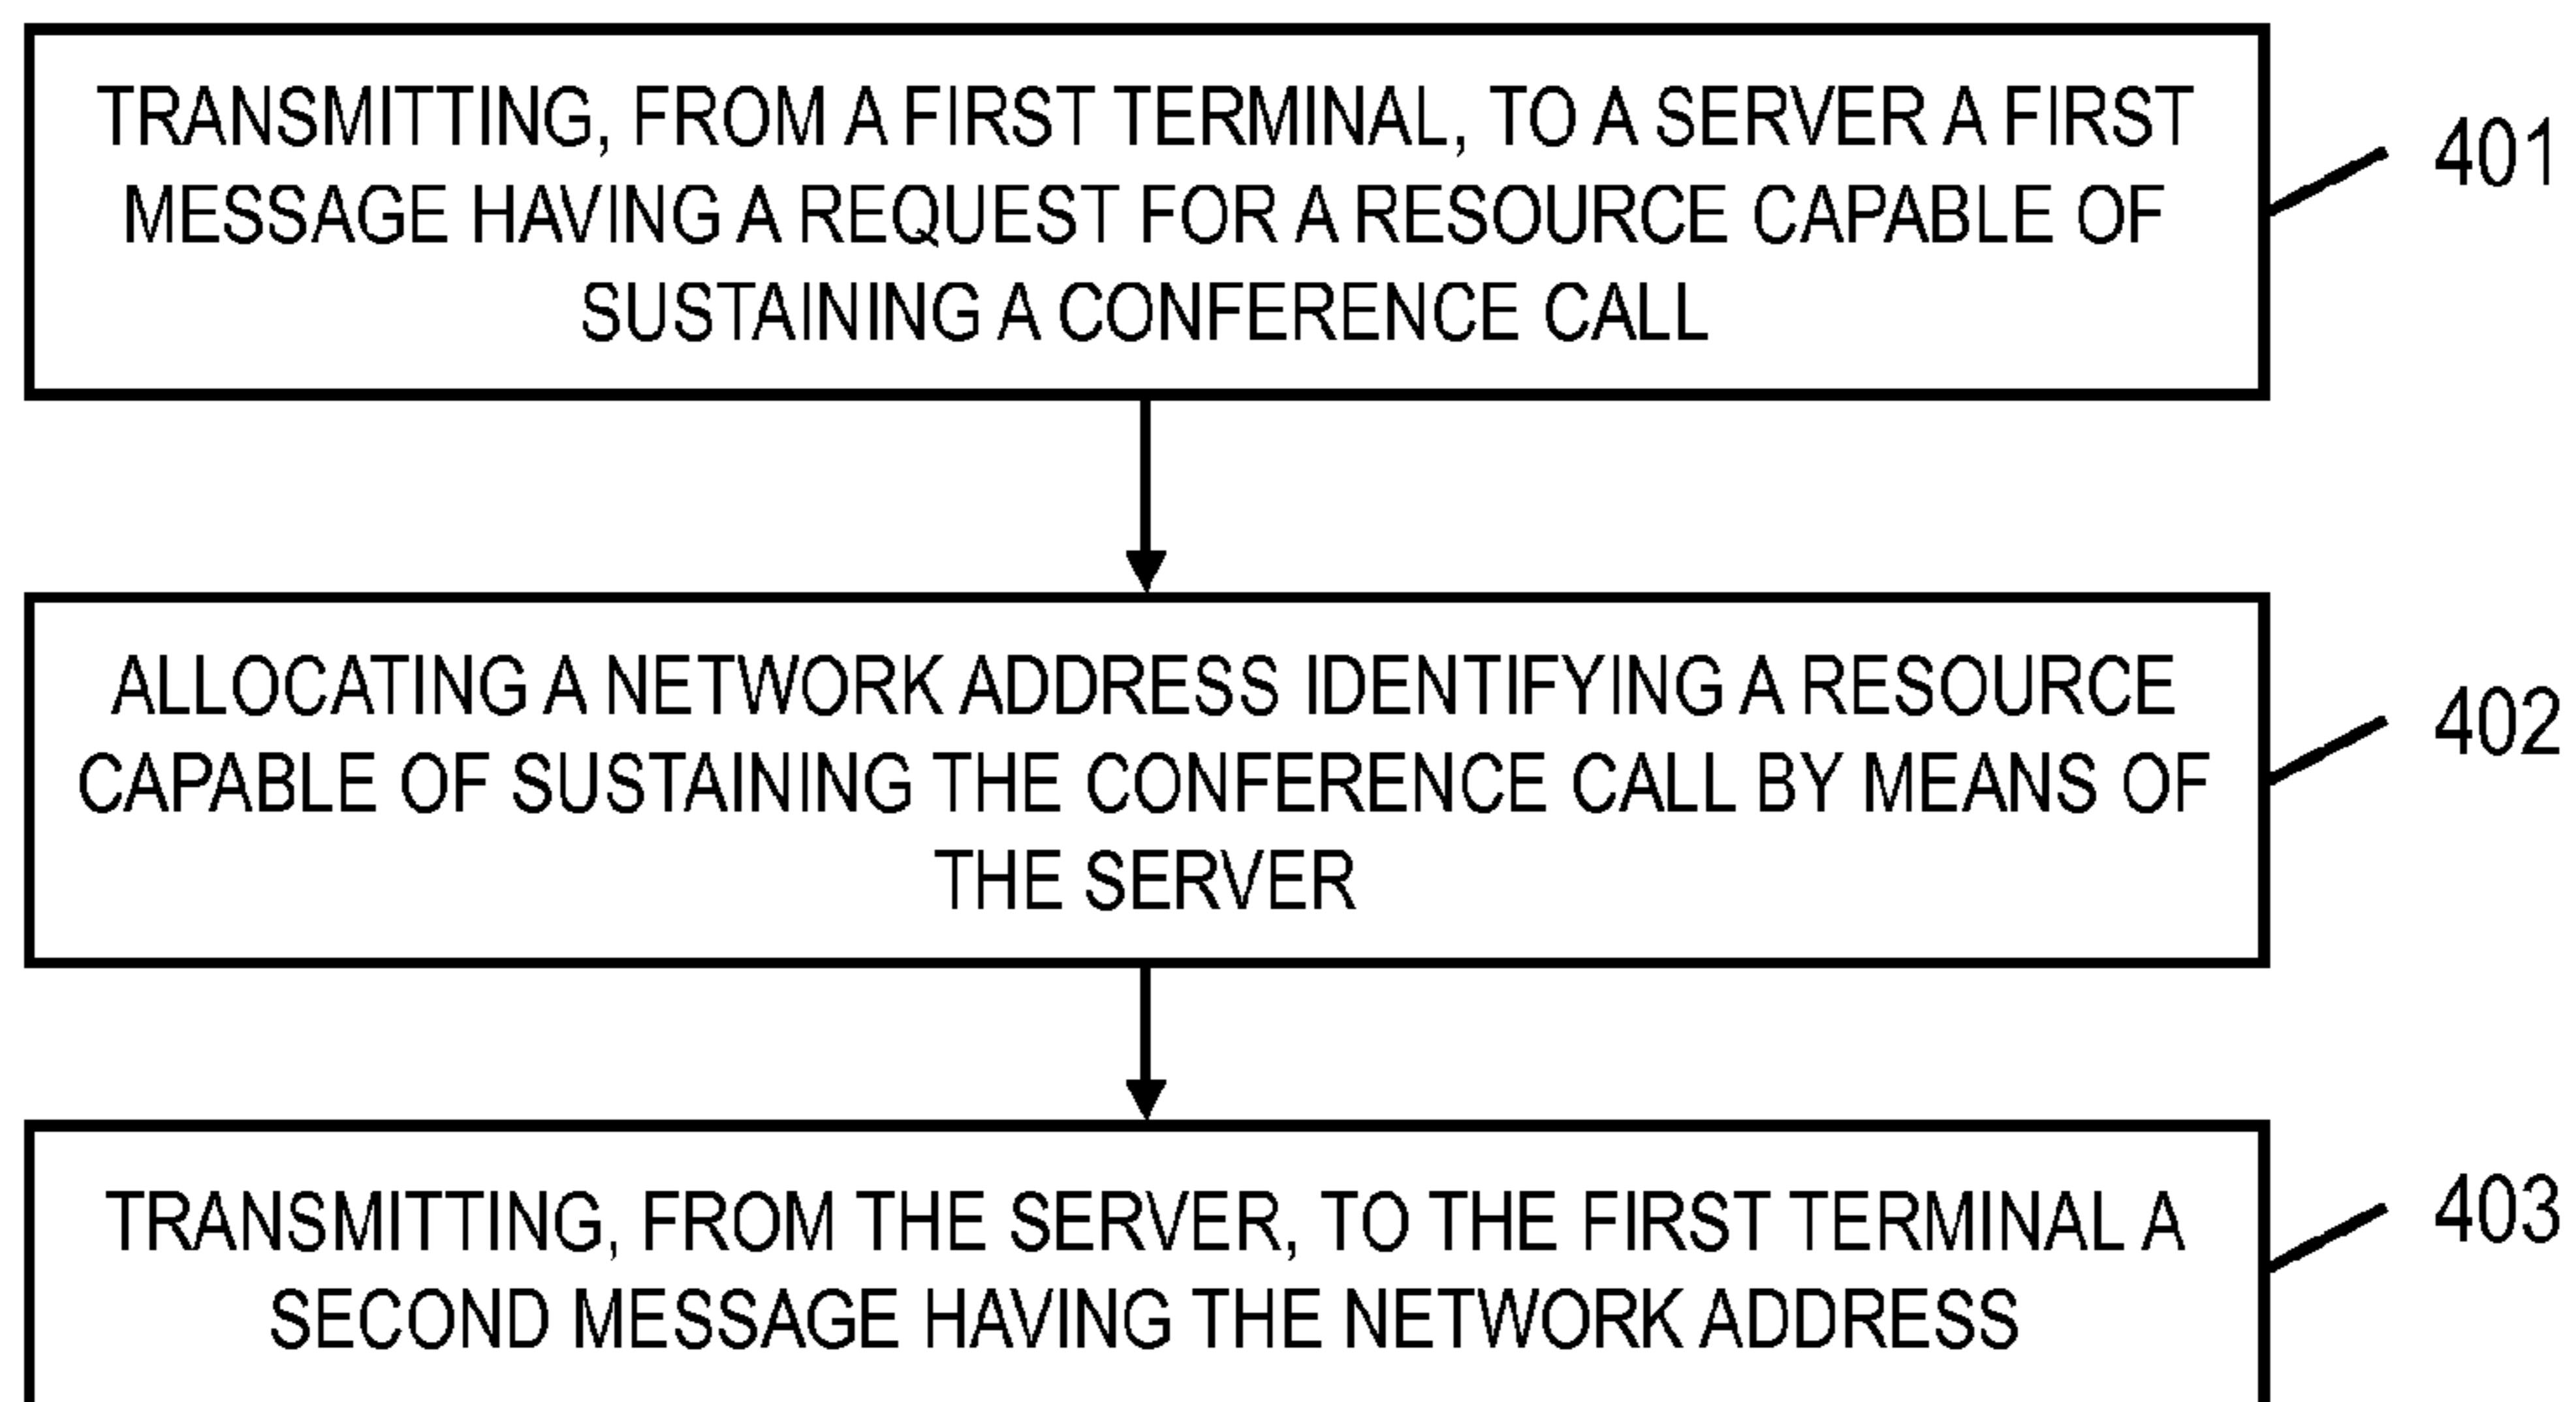 TRANSMITTING, FROM A FIRST TERMINAL, TO A SERVER A FIRST
MESSAGE HAVING A REQUEST FOR A RESOURCE CAPABLE OF
SUSTAINING A CONFERENCE CALL
401
ALLOCATING A NETWORK ADDRESS IDENTIFYING A RESOURCE
CAPABLE OF SUSTAINING THE CONFERENCE CALL BY MEANS OF
THE SERVER
402
TRANSMITTING, FROM THE SERVER, TO THE FIRST TERMINAL A
SECOND MESSAGE HAVING THE NETWORK ADDRESS
403